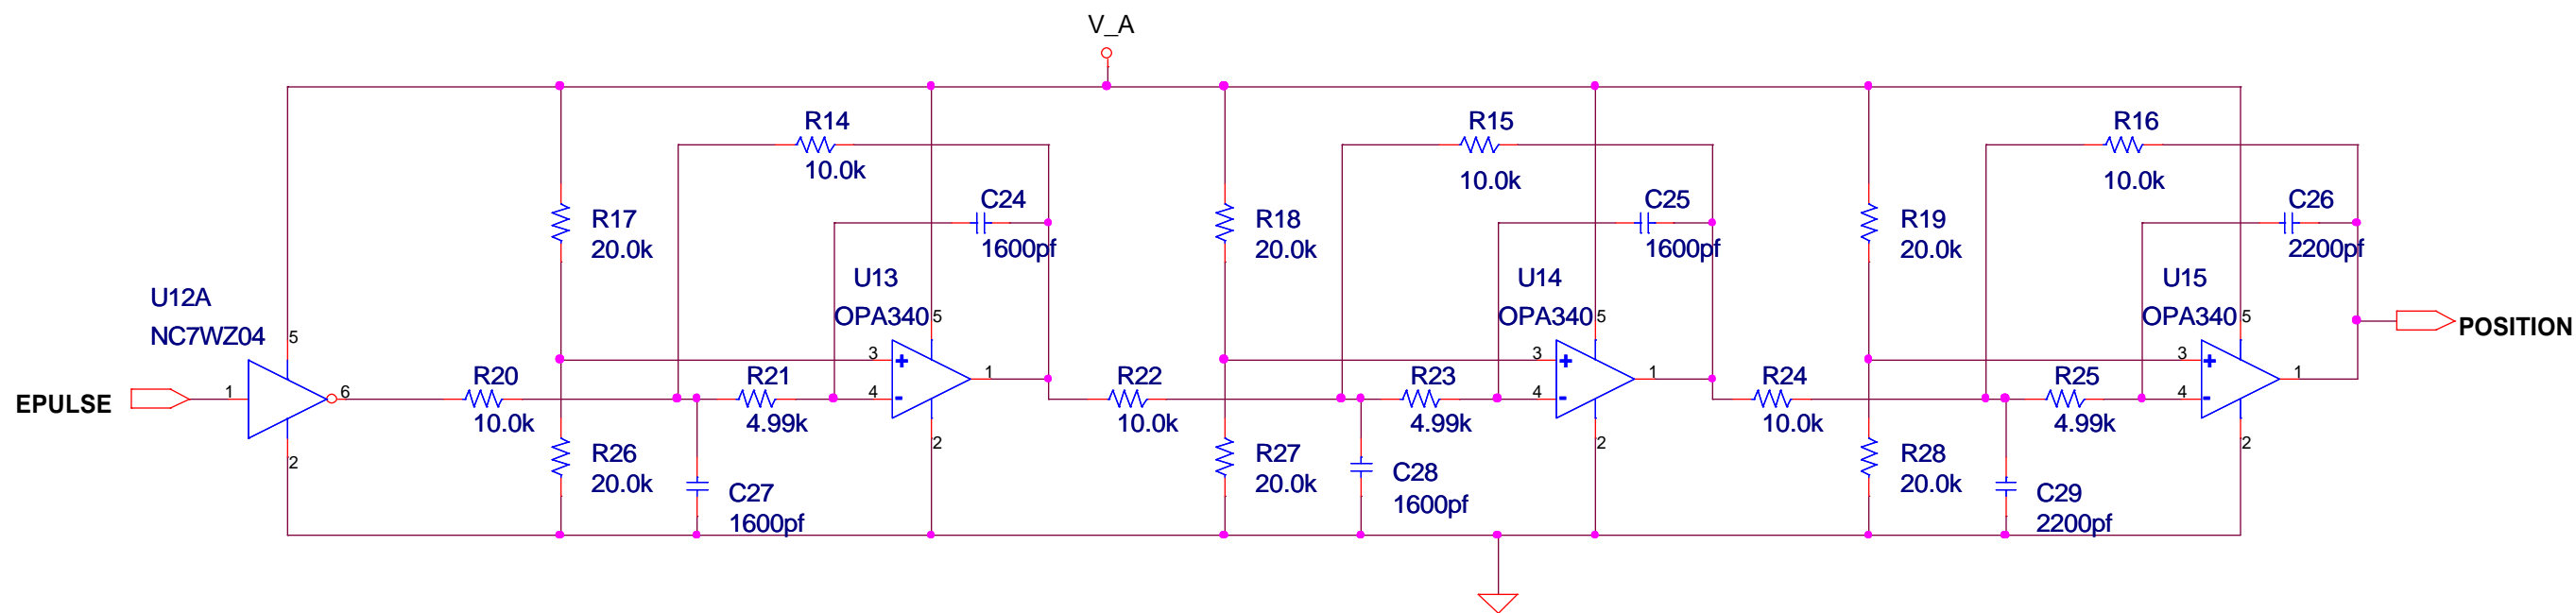 V_A
R14
10.0k
R15
10.0k
R16
10.0k
C24
1600pf
C25
1600pf
C26
2200pf
R17
20.0k
R18
20.0k
R19
20.0k
U12A
NC7WZ04
U13
OPA340
U14
OPA340
U15
OPA340
5
5
5
5
EPULSE
1
6
2
R20
10.0k
R21
4.99k
3
+
4
-
1
2
R22
10.0k
R23
4.99k
3
+
4
-
1
2
R24
10.0k
R25
4.99k
3
+
4
-
1
2
POSITION
R26
20.0k
C27
1600pf
R27
20.0k
C28
1600pf
R28
20.0k
C29
2200pf